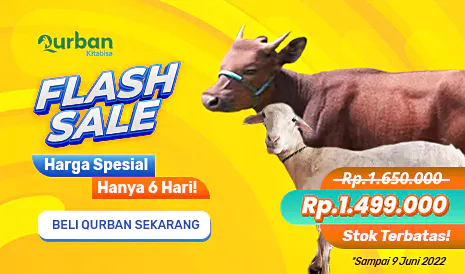 Qurban
Kitabisa
FLASH
SALE
Harga Spesial
Hanya 6 Hari!
BELI QURBAN SEKARANG
Rp.1.650.000
Rp.1.499.000
Stok Terbatas!
*Sampai 9 Juni 2022